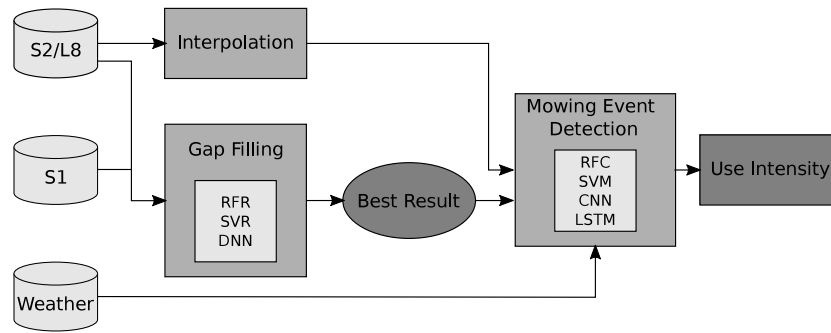 S2/L8
Interpolation
S1
Gap Filling
RFR
SVR
DNN
Best Result
Mowing Event
Detection
RFC
SVM
CNN
LSTM
Use Intensity
Weather